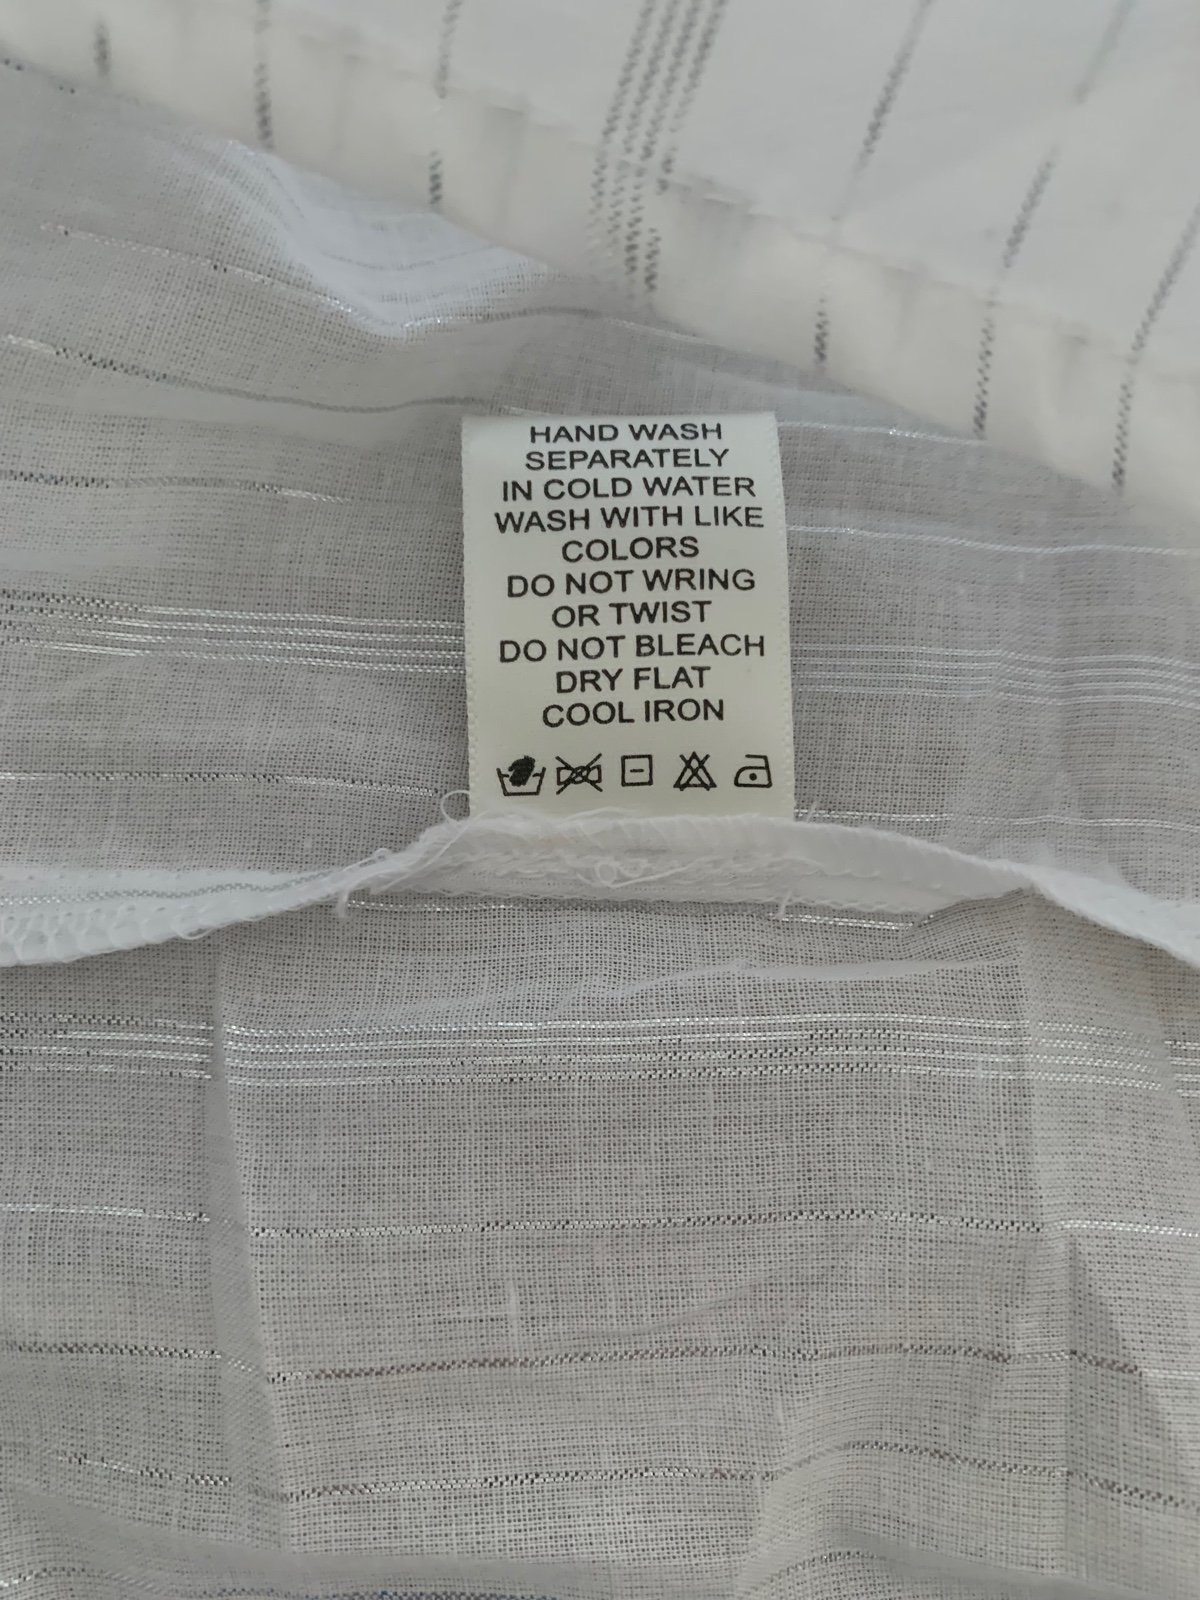 HAND WASH
SEPARATELY
IN COLD WATER
WASH WITH LIKE
COLORS
DO NOT WRING
OR TWIST
DO NOT BLEACH
DRY FLAT
COOL IRON